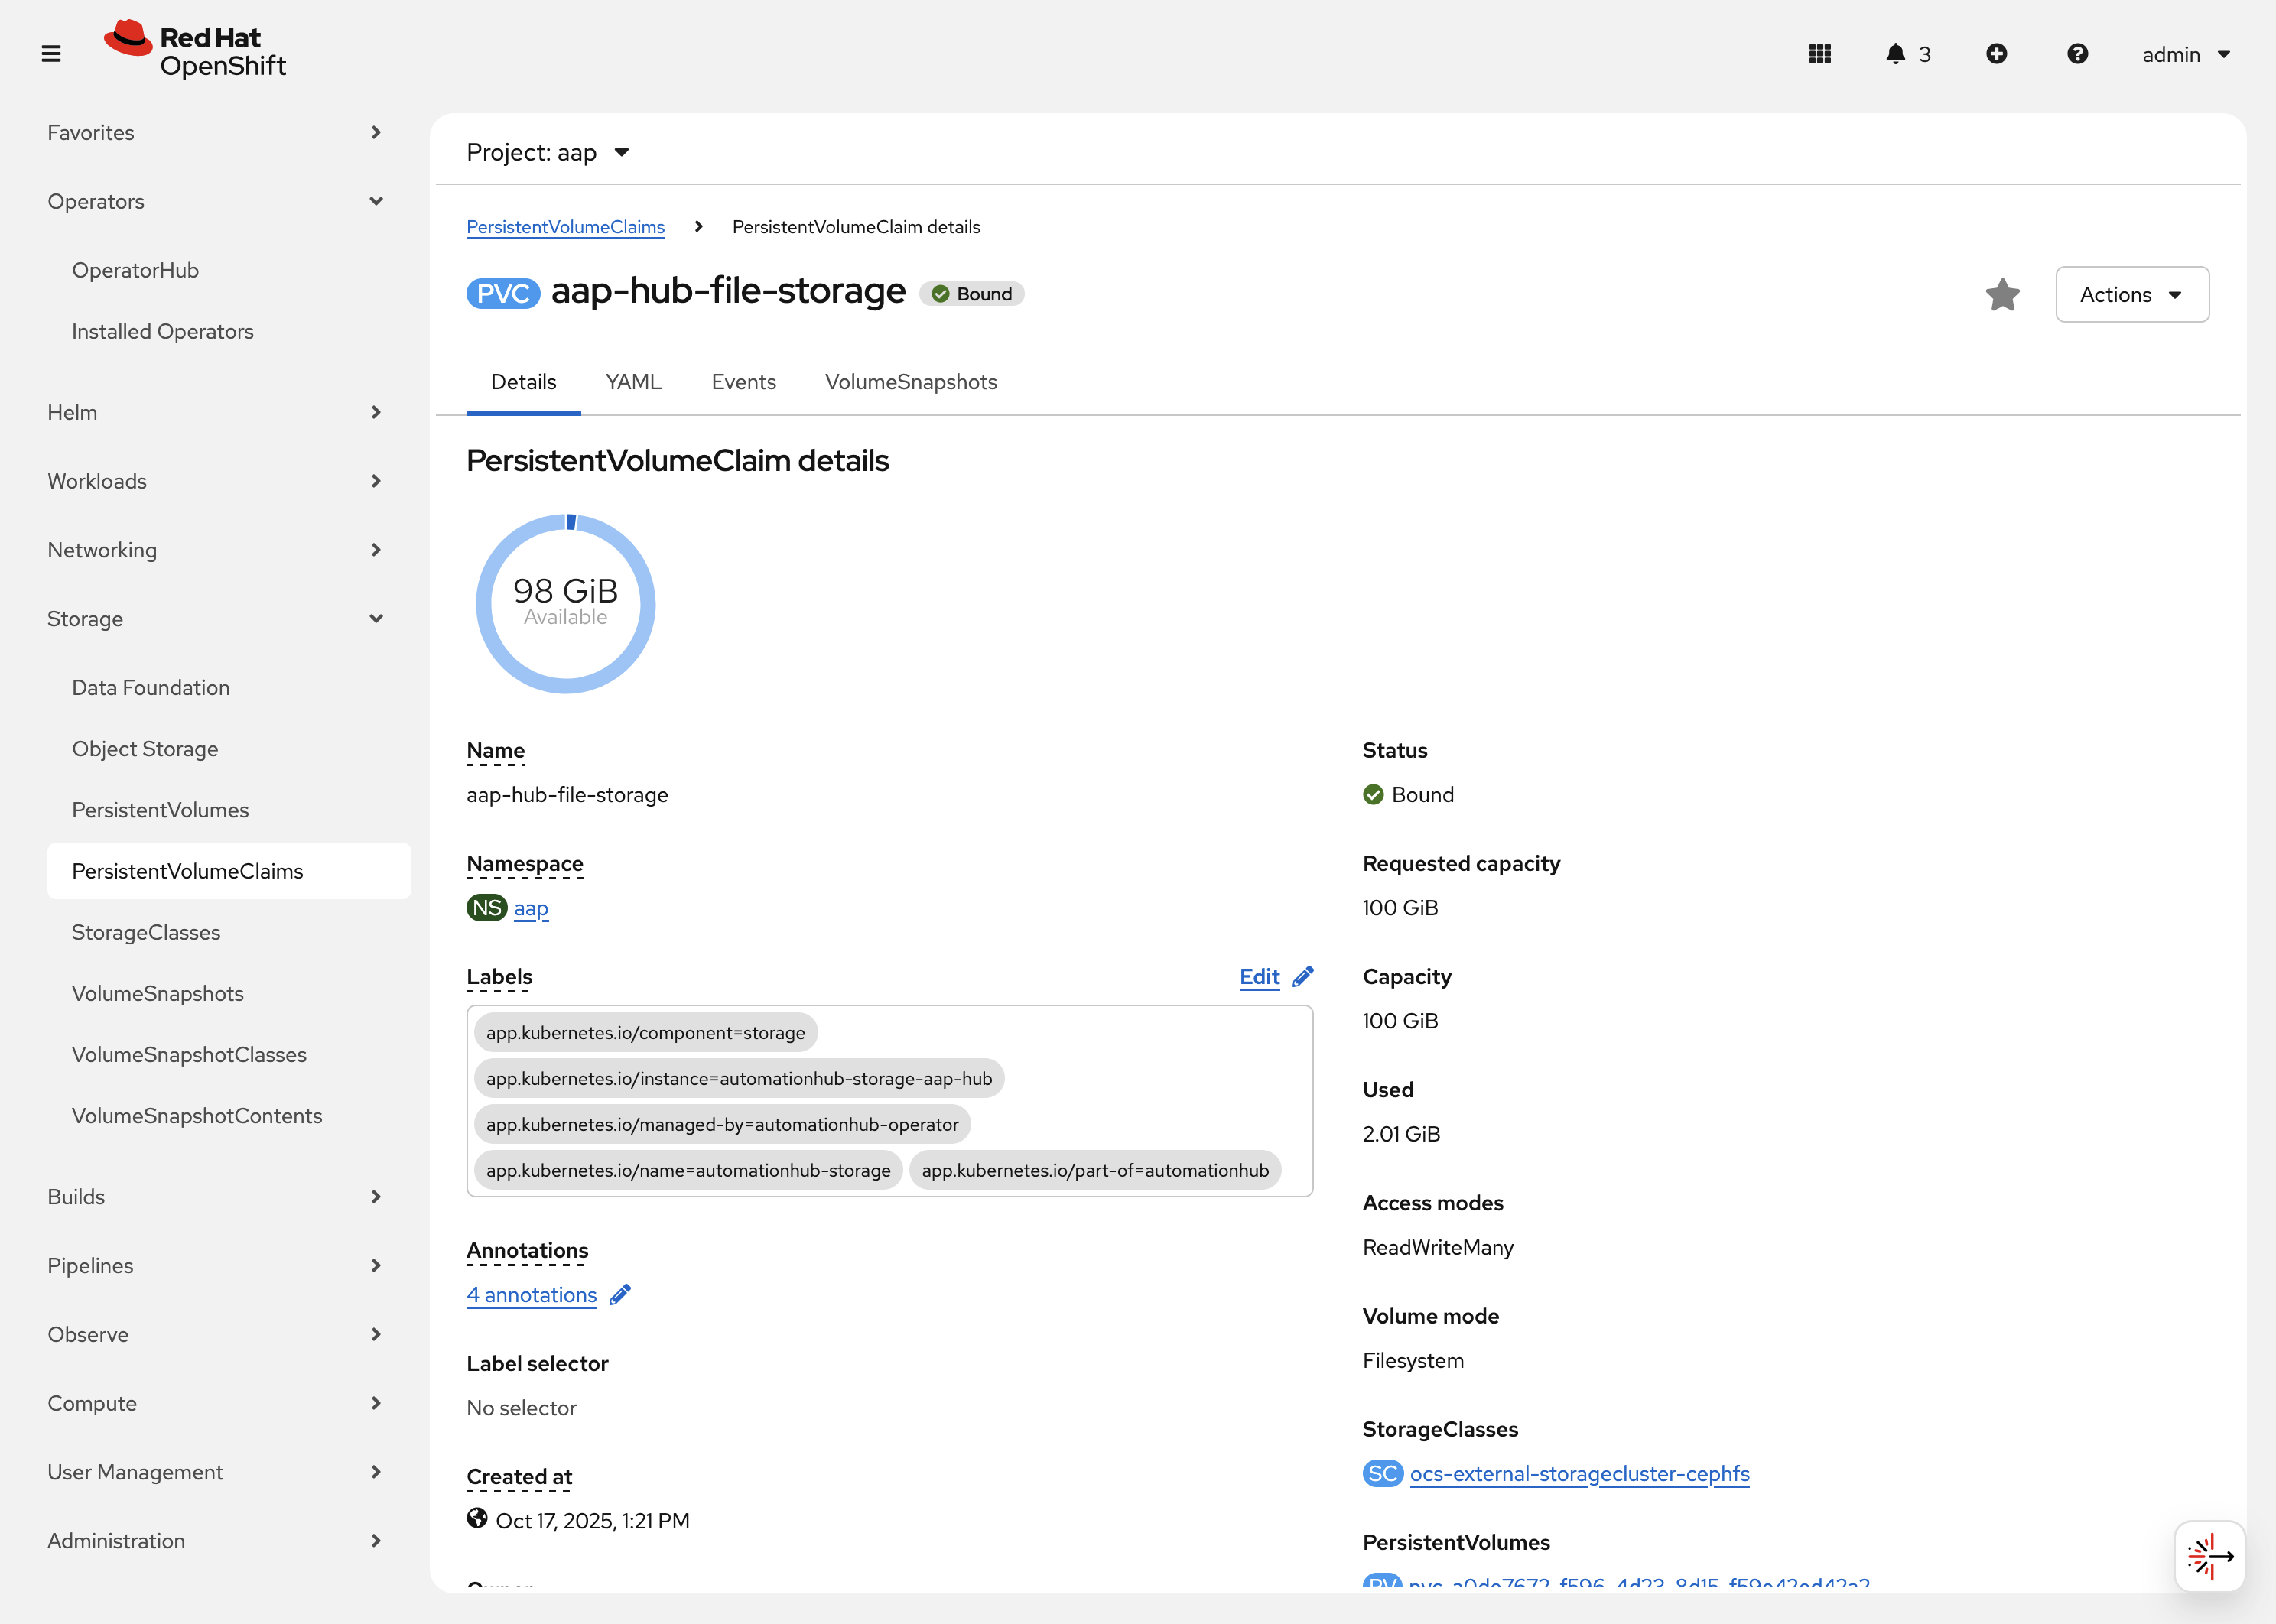 Red Hat
OpenShift
3
admin
Favorites
Operators
OperatorHub
Installed Operators
Helm
Workloads
Networking
Storage
Data Foundation
Object Storage
PersistentVolumes
PersistentVolumeClaims
StorageClasses
VolumeSnapshots
VolumeSnapshotClasses
VolumeSnapshotContents
Builds
Pipelines
Observe
Compute
User Management
Administration
Project: aap
PersistentVolumeClaims
PersistentVolumeClaim details
PVC aap-hub-file-storage Bound
Actions
Details YAML Events VolumeSnapshots
PersistentVolumeClaim details
98 GiB
Available
Name
aap-hub-file-storage
Namespace
NS aap
Labels Edit
app.kubernetes.io/component=storage
app.kubernetes.io/instance=automationhub-storage-aap-hub
app.kubernetes.io/managed-by=automationhub-operator
app.kubernetes.io/name=automationhub-storage app.kubernetes.io/part-of=automationhub
Annotations
4 annotations
Label selector
No selector
Created at
Oct 17, 2025, 1:21 PM
Status
Bound
Requested capacity
100 GiB
Capacity
100 GiB
Used
2.01 GiB
Access modes
ReadWriteMany
Volume mode
Filesystem
StorageClasses
SC ocs-external-storagecluster-cephfs
PersistentVolumes
PV